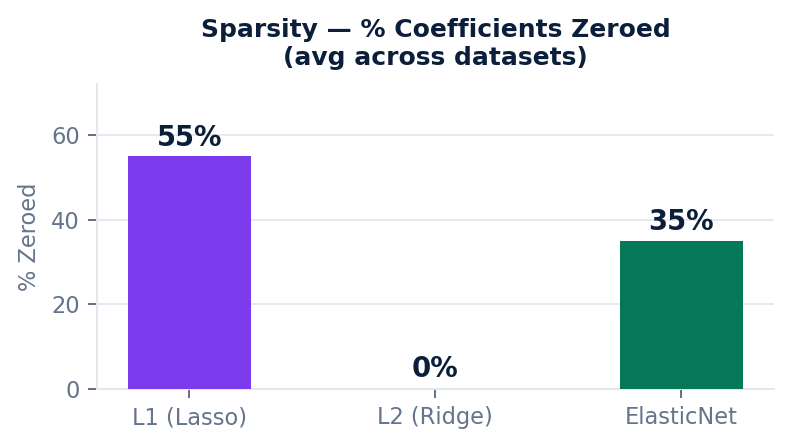 Sparsity — % Coefficients Zeroed
(avg across datasets)
% Zeroed
60
40
20
0
55%
0%
35%
L1 (Lasso)
L2 (Ridge)
ElasticNet